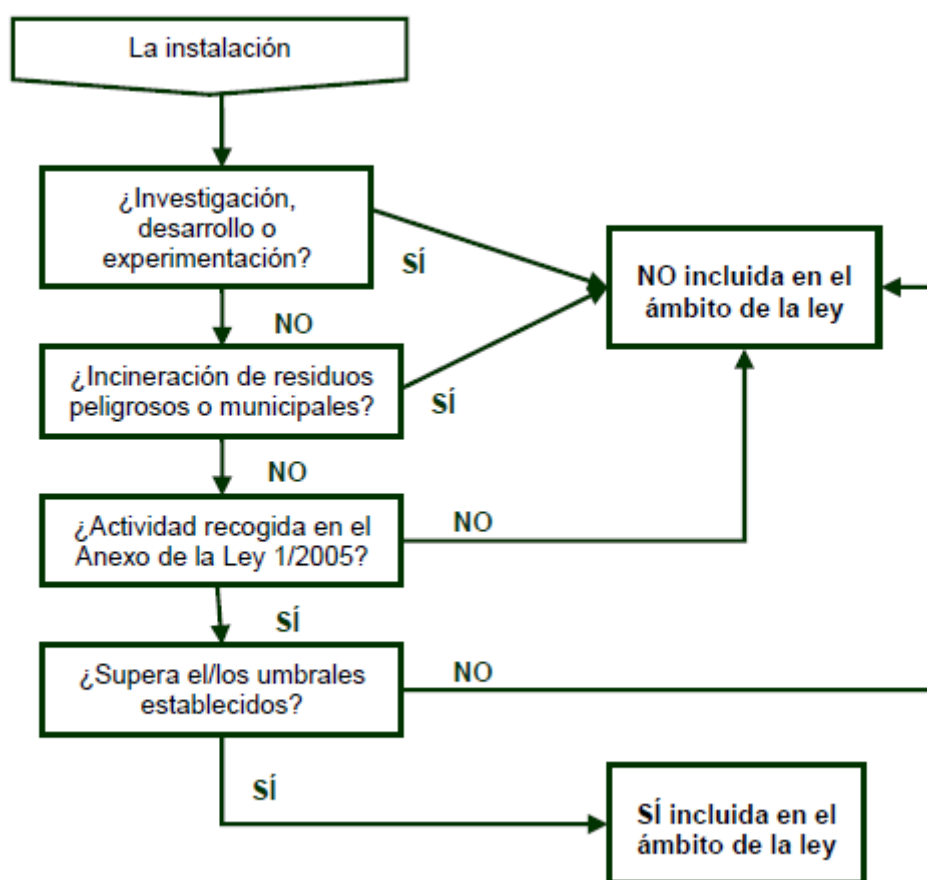 La instalación
¿Investigación,
desarrollo o
experimentación?
SÍ
NO incluida en el
ámbito de la ley
NO
¿Incineración de residuos
peligrosos o municipales?
SÍ
NO
¿Actividad recogida en el
Anexo de la Ley 1/2005?
NO
SÍ
¿Supera el/los umbrales
establecidos?
NO
SÍ
SÍ incluida en el
ámbito de la ley